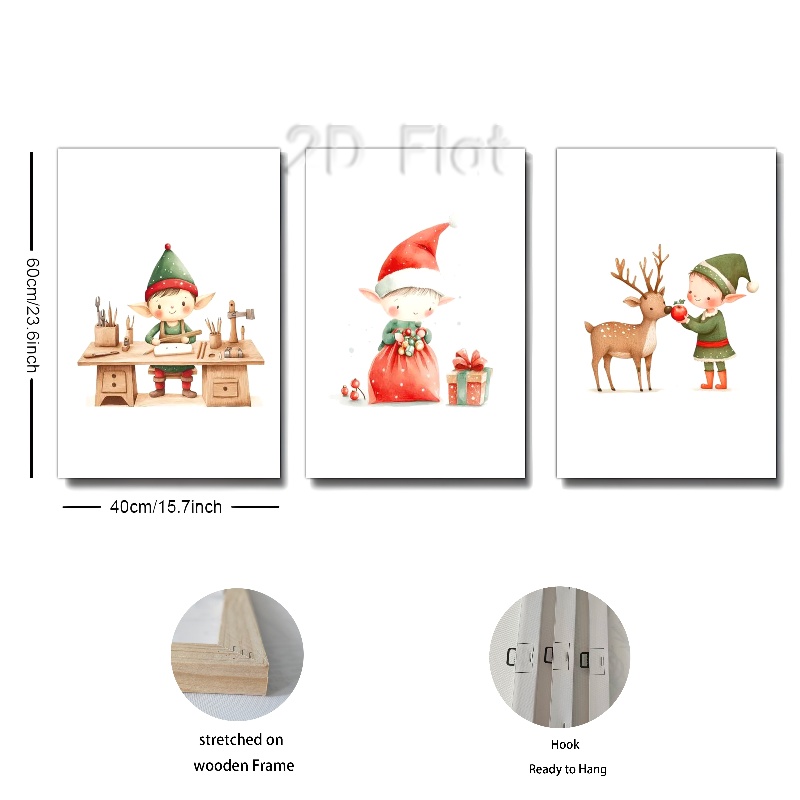 2D Flat
60cm/23.6inch
40cm/15.7inch
stretched on
wooden Frame
Hook
Ready to Hang